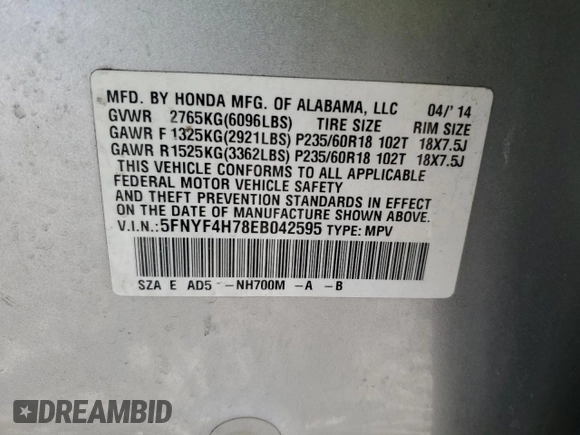 MFD. BY HONDA MFG. OF ALABAMA, LLC 04/'14
GVWR 2765KG(6096LBS) TIRE SIZE RIM SIZE
GAWR F 1325KG(2921LBS) P235/60R18 102T 18X7.5J
GAWR R1525KG(3362LBS) P235/60R18 102T 18X7.5J
THIS VEHICLE CONFORMS TO ALL APPLICABLE
FEDERAL MOTOR VEHICLE SAFETY
AND THEFT PREVENTION STANDARDS IN EFFECT
ON THE DATE OF MANUFACTURE SHOWN ABOVE.
V.I.N.:5FNYF4H78EB042595 TYPE: MPV
SZA E AD5 -NH700M -A -B
DREAMBID